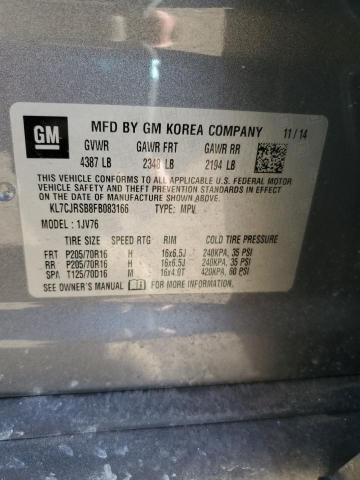 GM
MFD BY GM KOREA COMPANY 11/14
GVWR GAWR FRT GAWR RR
4387 LB 2348 LB 2194 LB
THIS VEHICLE CONFORMS TO ALL APPLICABLE U.S. FEDERAL MOTOR
VEHICLE SAFETY STANDARDS IN EFFECT ON THE DATE OF
MANUFACTURE SHOWN ABOVE.
KL7CJRSB8FB083166 TYPE: MPV
MODEL : 1JV76
TIRE SIZE SPEED RTG RIM COLD TIRE PRESSURE
FRT P205/70R16 H 16x6.5J 240KPA, 35 PSI
RR P205/70R16 H 16x6.5J 240KPA, 35 PSI
SPA T125/70D16 M 16x4.0T 420KPA, 60 PSI
SEE OWNER'S MANUAL FOR MORE INFORMATION.